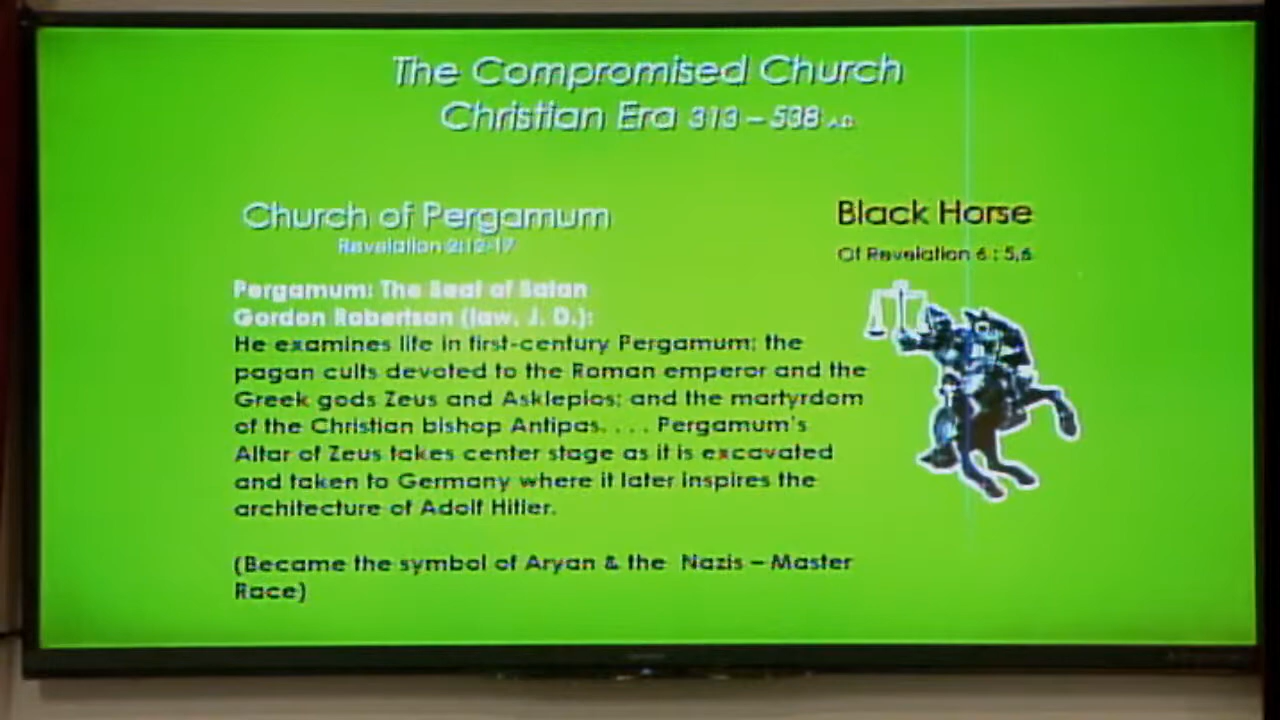 The Compromised Church
Christian Era 313 – 538 A.D.
Church of Pergamum
Revelation 2:12-17
Black Horse
Of Revelation 6 : 5,6
Pergamum: The Seat of Satan
Gordon Robertson (law, J. D.):
He examines life in first-century Pergamum; the
pagan cults devoted to the Roman emperor and the
Greek gods Zeus and Asklepios; and the martyrdom
of the Christian bishop Antipas. . . . Pergamum's
Altar of Zeus takes center stage as it is excavated
and taken to Germany where it later inspires the
architecture of Adolf Hitler.
(Became the symbol of Aryan & the Nazis – Master
Race)